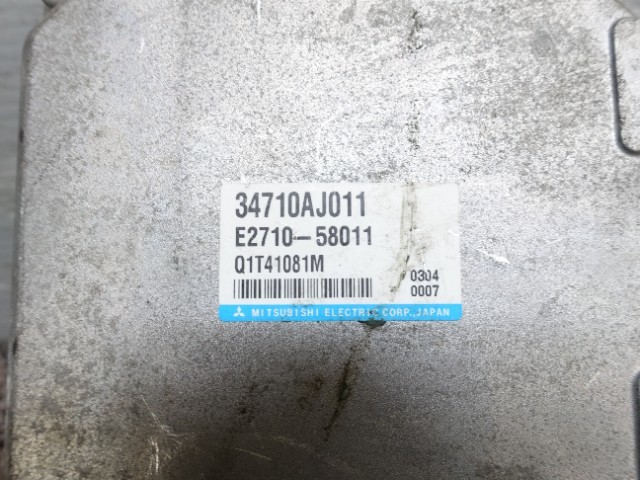 34710AJ011
E2710-58011
Q1T41081M
0304
0007
MITSUBISHI ELECTRIC CORP., JAPAN